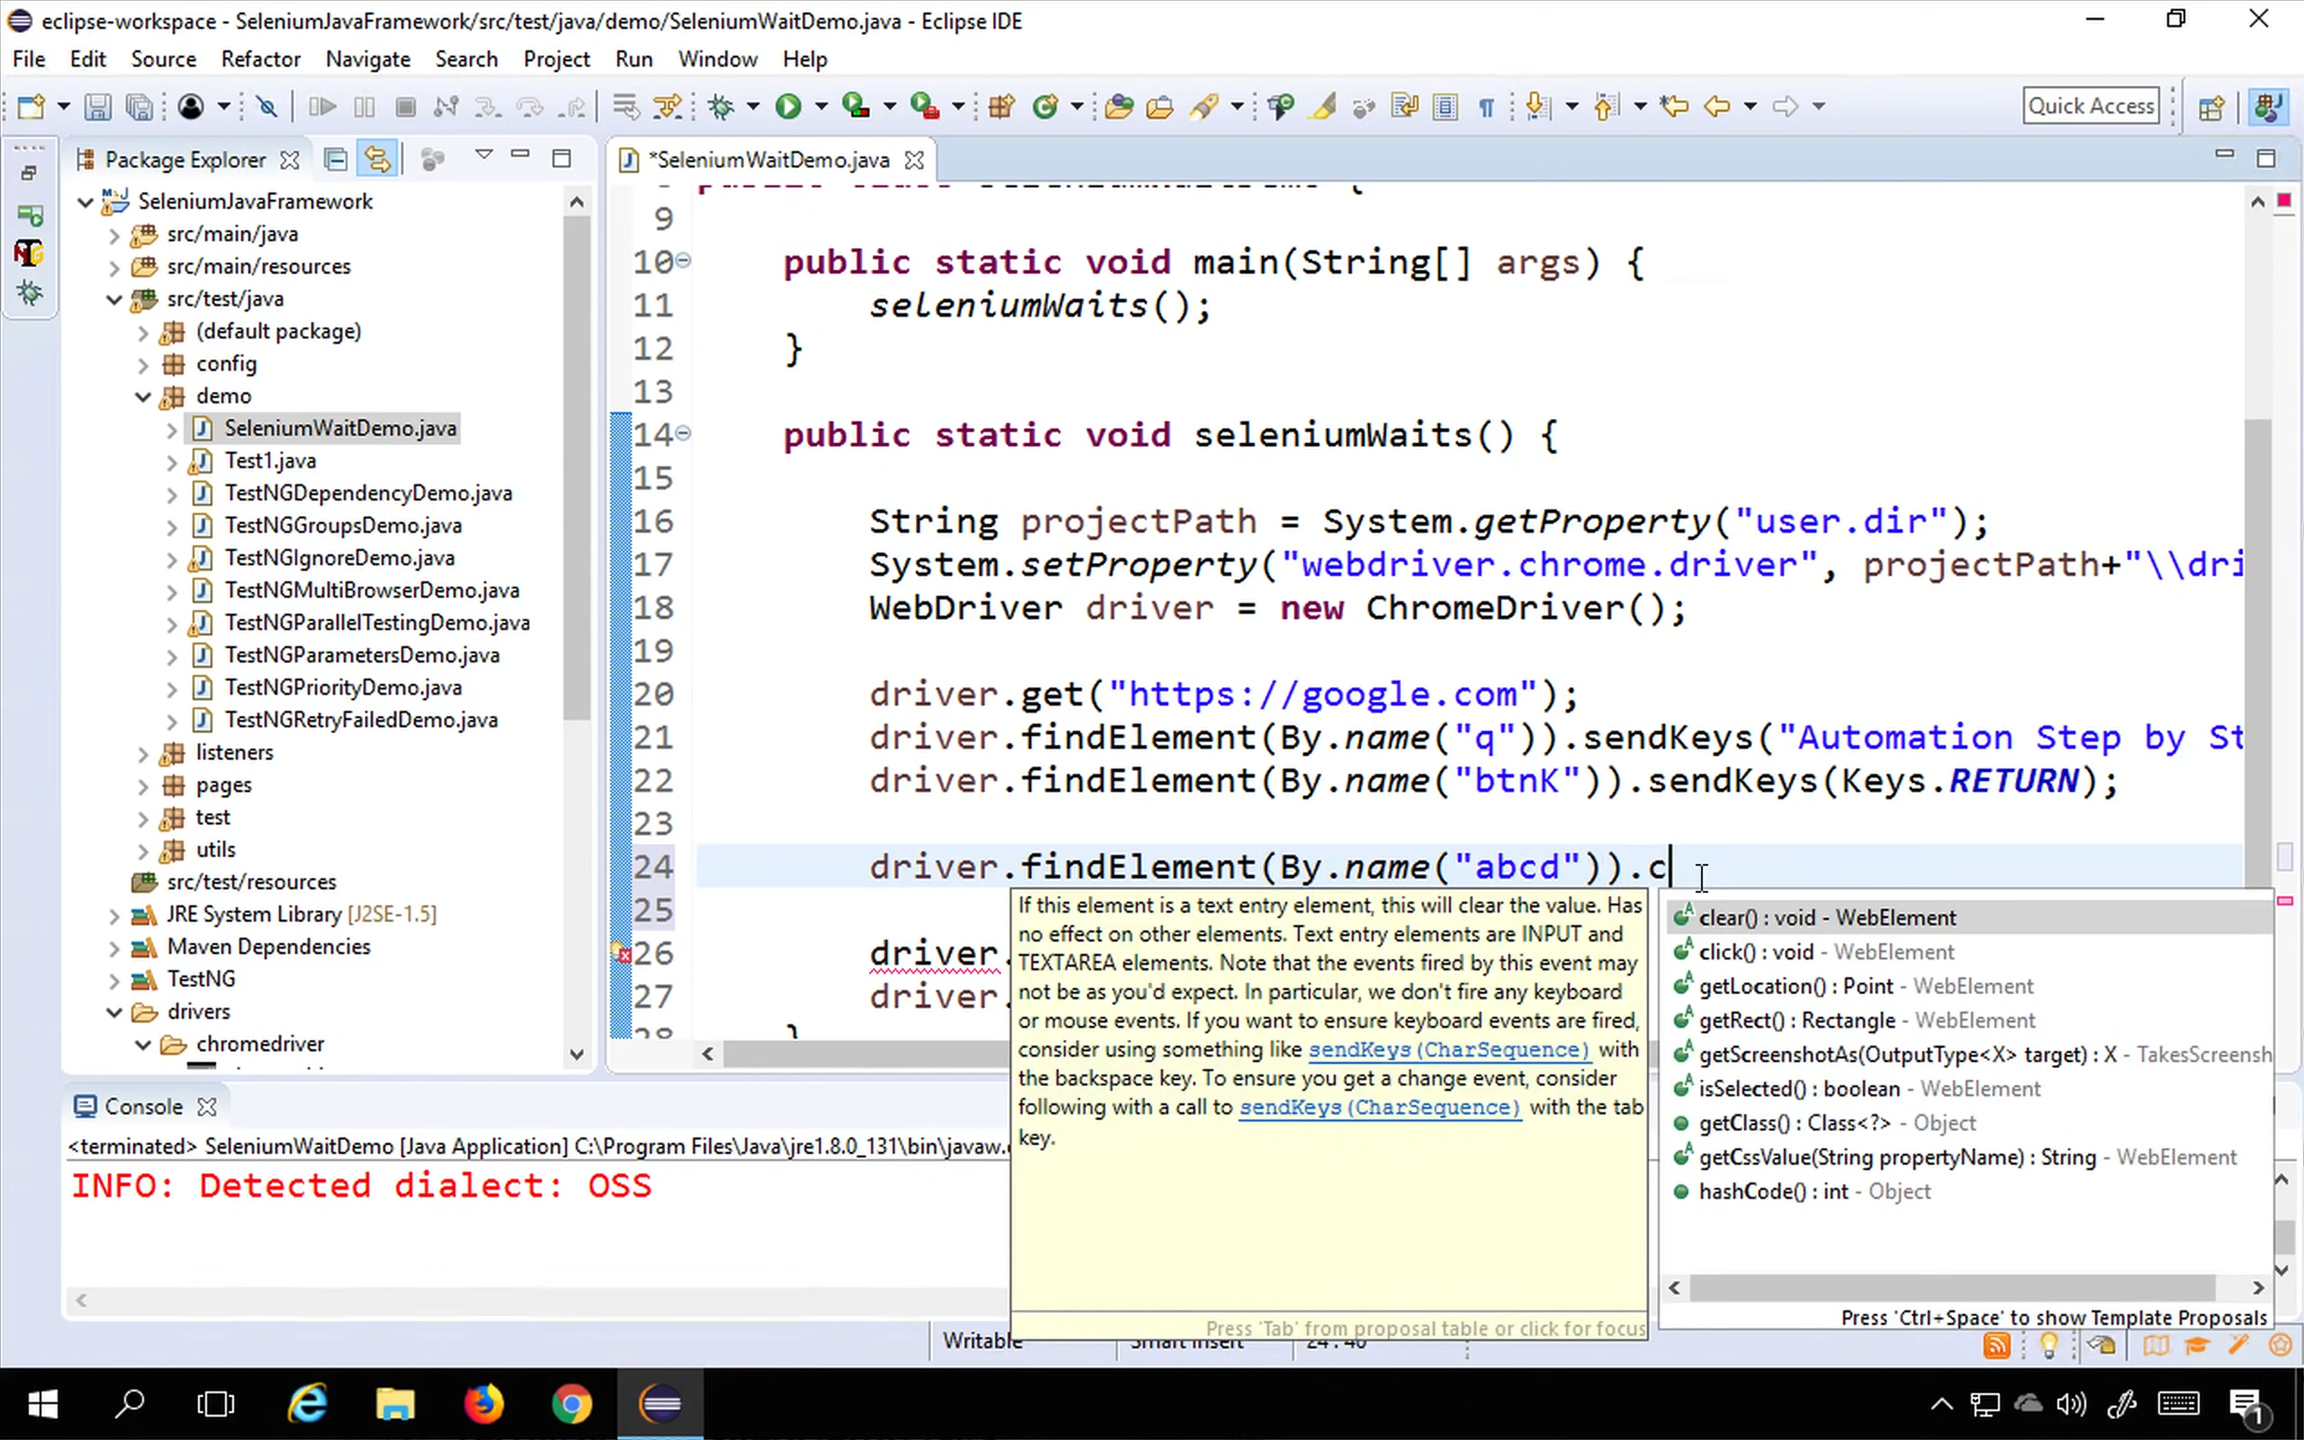 eclipse-workspace - SeleniumJavaFramework/src/test/java/demo/SeleniumWaitDemo.java - Eclipse IDE
File Edit Source Refactor Navigate Search Project Run Window Help
Quick Access
Package Explorer
*SeleniumWaitDemo.java
SeleniumJavaFramework
src/main/java
src/main/resources
src/test/java
(default package)
config
demo
SeleniumWaitDemo.java
Test1.java
TestNGDependencyDemo.java
TestNGGroupsDemo.java
TestNGIgnoreDemo.java
TestNGMultiBrowserDemo.java
TestNGParallelTestingDemo.java
TestNGParametersDemo.java
TestNGPriorityDemo.java
TestNGRetryFailedDemo.java
listeners
pages
test
utils
src/test/resources
JRE System Library [J2SE-1.5]
Maven Dependencies
TestNG
drivers
chromedriver
9
10 public static void main(String[] args) {
11 seleniumWaits();
12 }
13
14 public static void seleniumWaits() {
15
16 String projectPath = System.getProperty("user.dir");
17 System.setProperty("webdriver.chrome.driver", projectPath+"\\dri
18 WebDriver driver = new ChromeDriver();
19
20 driver.get("https://google.com");
21 driver.findElement(By.name("q")).sendKeys("Automation Step by St
22 driver.findElement(By.name("btnK")).sendKeys(Keys.RETURN);
23
24 driver.findElement(By.name("abcd")).c
25
26 driver.
27 driver.
28 }
If this element is a text entry element, this will clear the value. Has
no effect on other elements. Text entry elements are INPUT and
TEXTAREA elements. Note that the events fired by this event may
not be as you'd expect. In particular, we don't fire any keyboard
or mouse events. If you want to ensure keyboard events are fired,
consider using something like sendKeys(CharSequence) with
the backspace key. To ensure you get a change event, consider
following with a call to sendKeys(CharSequence) with the tab
key.
Press 'Tab' from proposal table or click for focus
clear() : void - WebElement
click() : void - WebElement
getLocation() : Point - WebElement
getRect() : Rectangle - WebElement
getScreenshotAs(OutputType<X> target) : X - TakesScreensh
isSelected() : boolean - WebElement
getClass() : Class<?> - Object
getCssValue(String propertyName) : String - WebElement
hashCode() : int - Object
Press 'Ctrl+Space' to show Template Proposals
Console
<terminated> SeleniumWaitDemo [Java Application] C:\Program Files\Java\jre1.8.0_131\bin\javaw.
INFO: Detected dialect: OSS
Writable Smart Insert 24 : 46
1